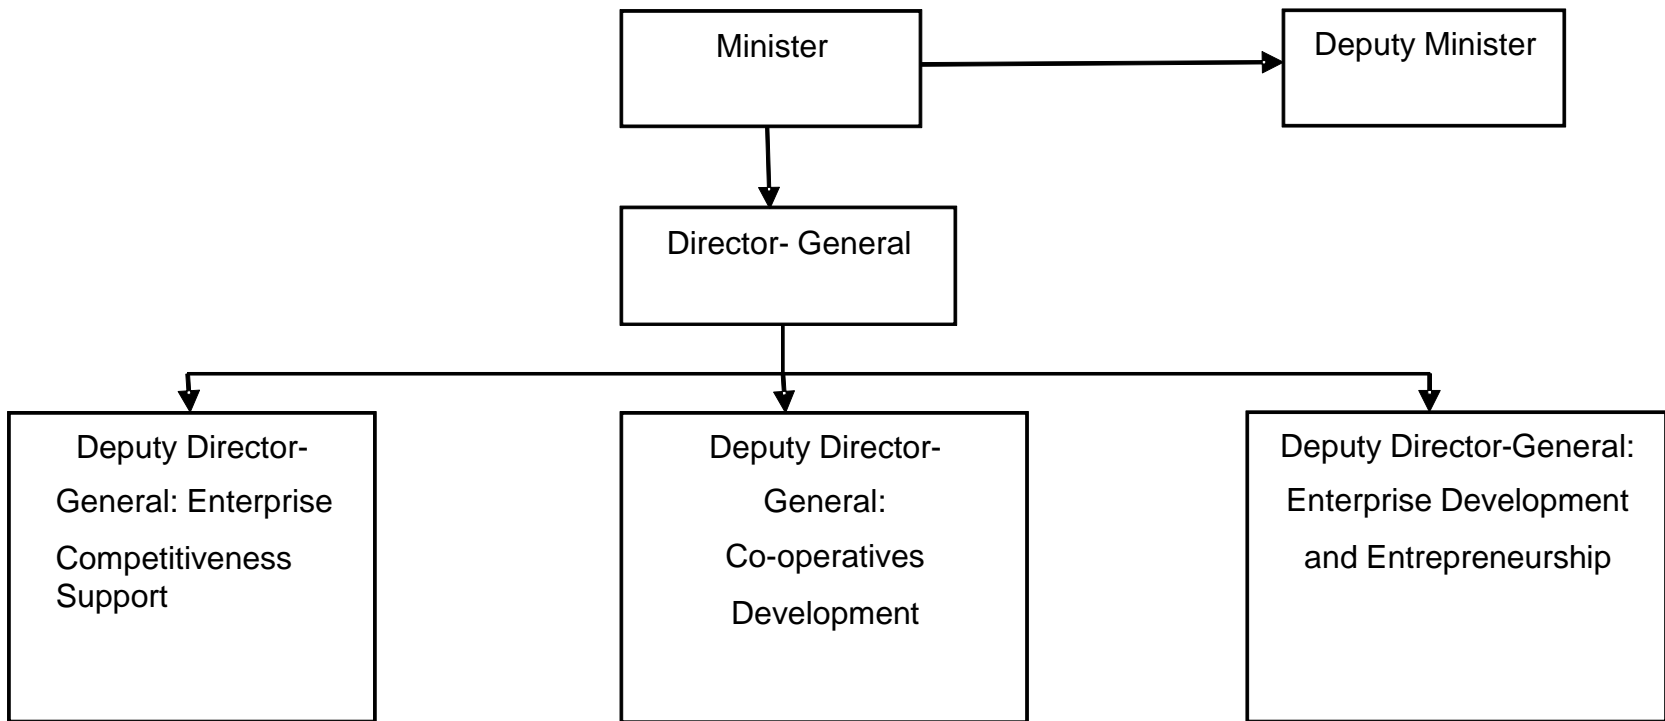 Minister
Deputy Minister
Director- General
Deputy Director-
General: Enterprise
Competitiveness
Support
Deputy Director-
General:
Co-operatives
Development
Deputy Director-General:
Enterprise Development
and Entrepreneurship